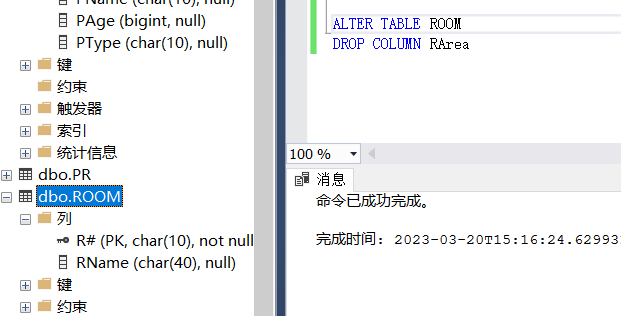 PName (char(10), null)
PAge (bigint, null)
PType (char(10), null)
键
约束
触发器
索引
统计信息
dbo.PR
dbo.ROOM
列
R# (PK, char(10), not null
RName (char(40), null)
键
约束
ALTER TABLE ROOM
DROP COLUMN RArea
100 %
消息
命令已成功完成。
完成时间: 2023-03-20T15:16:24.62993